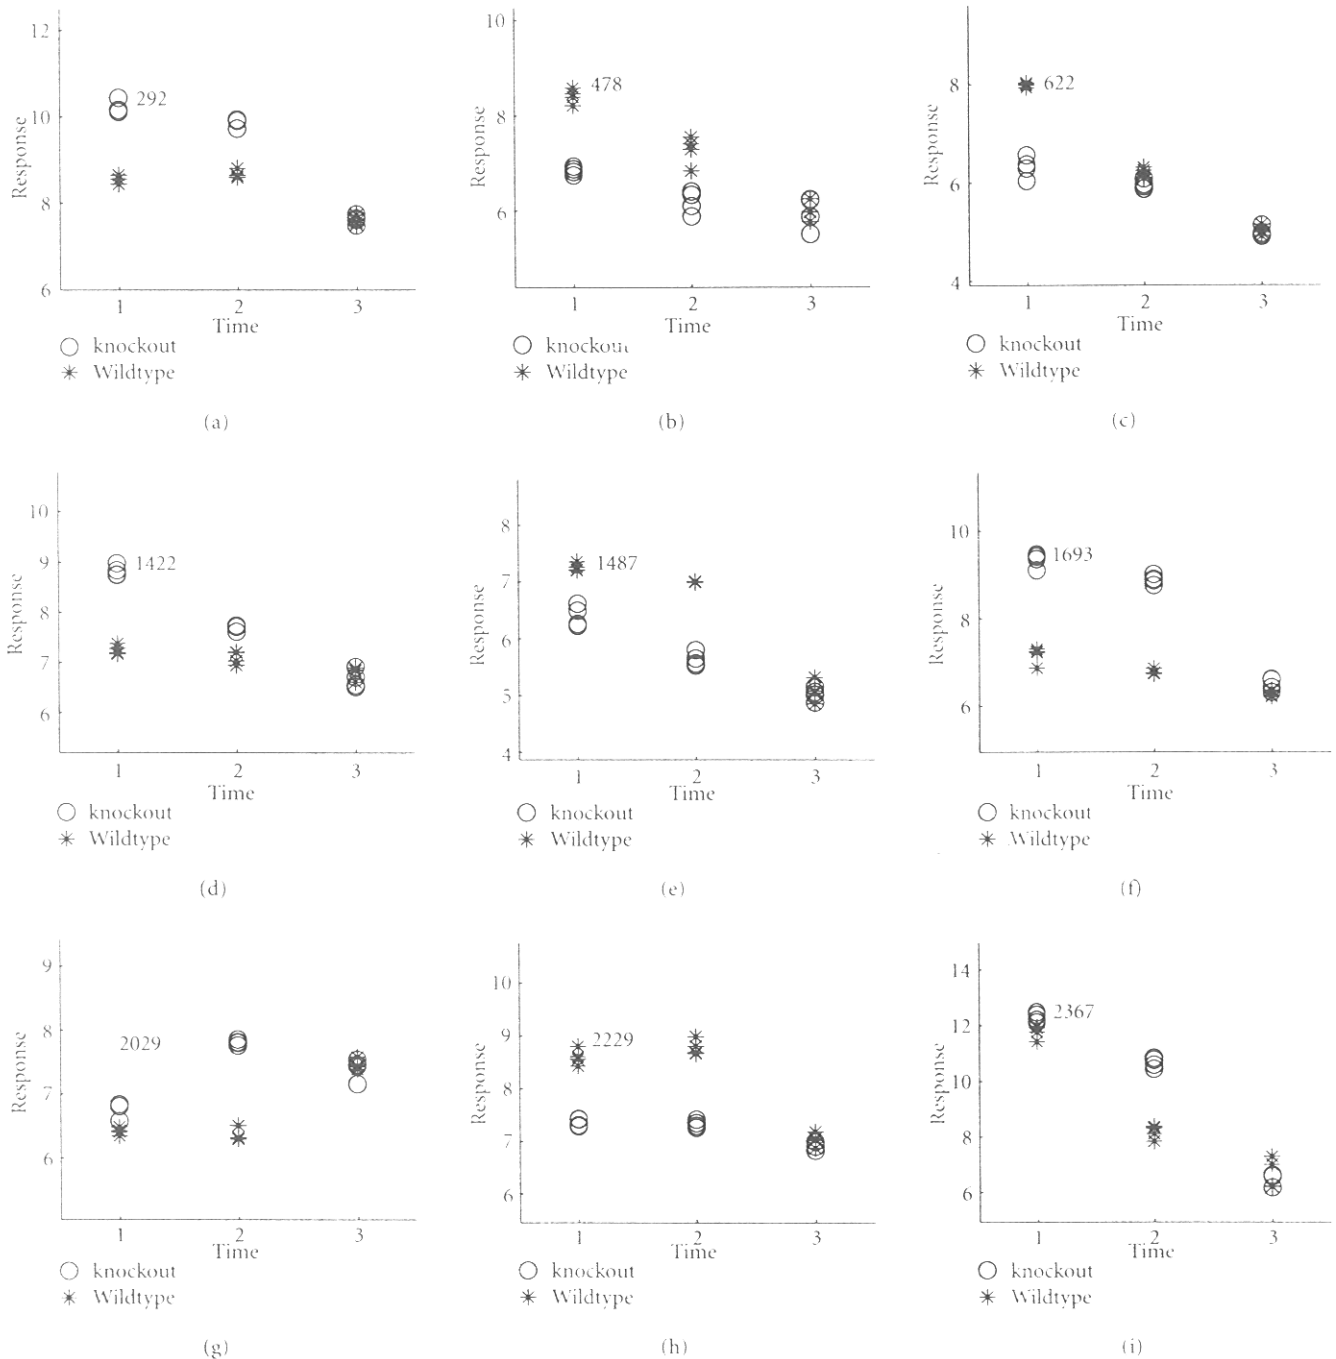 12
10
8
6
Response
292
1 2 3
Time
knockout
Wildtype
(a)
10
8
6
Response
478
1 2 3
Time
knockout
Wildtype
(b)
8
6
4
Response
622
1 2 3
Time
knockout
Wildtype
(c)
10
9
8
7
6
Response
1422
1 2 3
Time
knockout
Wildtype
(d)
8
7
6
5
4
Response
1487
1 2 3
Time
knockout
Wildtype
(e)
10
8
6
Response
1693
1 2 3
Time
knockout
Wildtype
(f)
9
8
7
6
Response
2029
1 2 3
Time
knockout
Wildtype
(g)
10
9
8
7
6
Response
2229
1 2 3
Time
knockout
Wildtype
(h)
14
12
10
8
6
Response
2367
1 2 3
Time
knockout
Wildtype
(i)